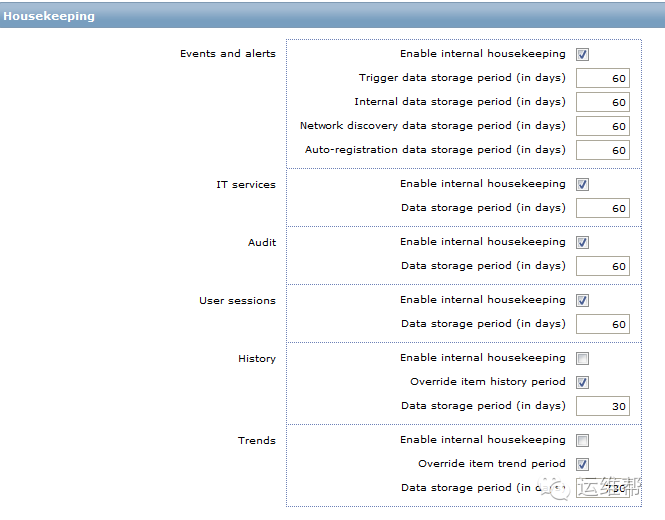 Housekeeping
Events and alerts
Enable internal housekeeping
Trigger data storage period (in days) 60
Internal data storage period (in days) 60
Network discovery data storage period (in days) 60
Auto-registration data storage period (in days) 60
IT services
Enable internal housekeeping
Data storage period (in days) 60
Audit
Enable internal housekeeping
Data storage period (in days) 60
User sessions
Enable internal housekeeping
Data storage period (in days) 60
History
Enable internal housekeeping
Override item history period
Data storage period (in days) 30
Trends
Enable internal housekeeping
Override item trend period
Data storage period (in days)
运维帮